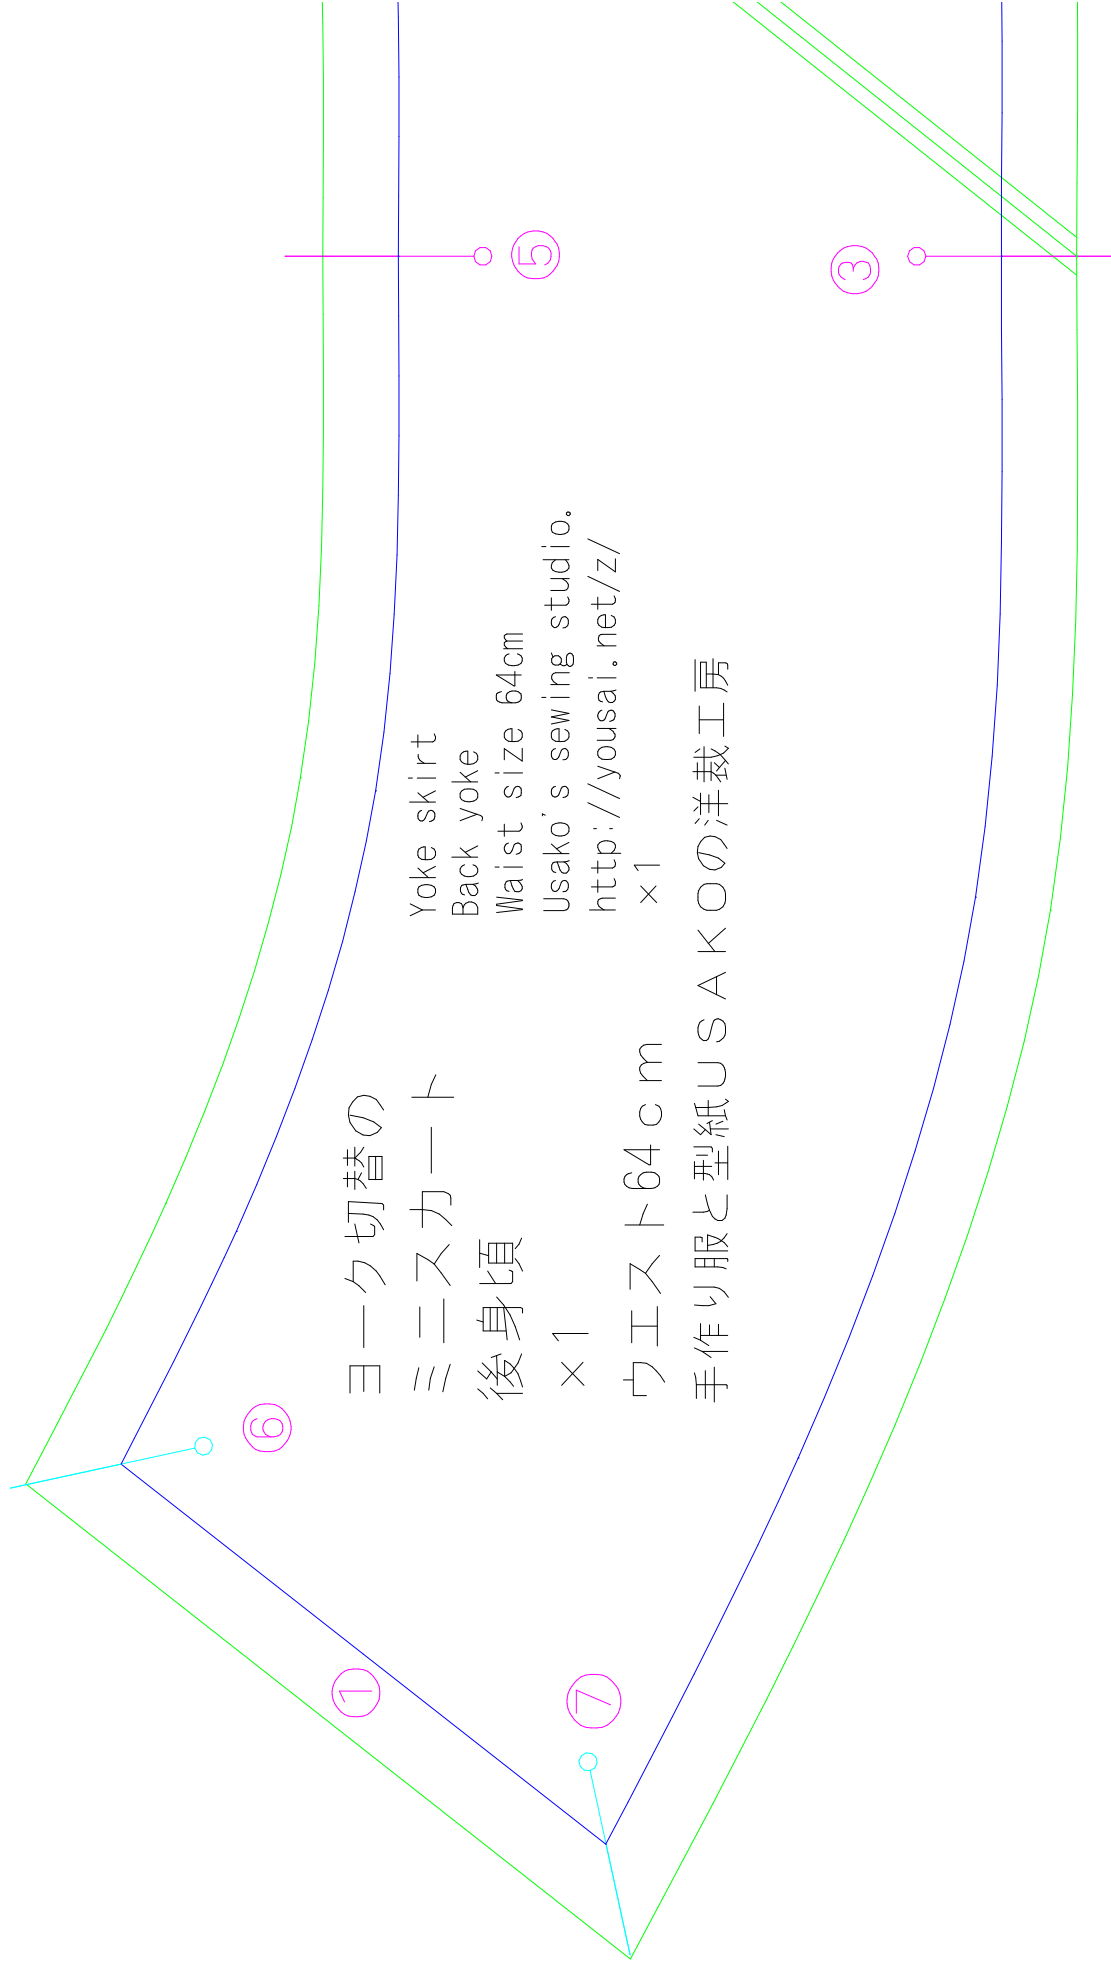 ヨーク切替の
ミニスカート
後身頃
×1
ウエスト64cm
手作り服と型紙USAKOの洋裁工房
Yoke skirt
Back yoke
Waist size 64cm
Usako's sewing studio.
http://yousai.net/z/
×1
⑤
③
⑥
①
⑦